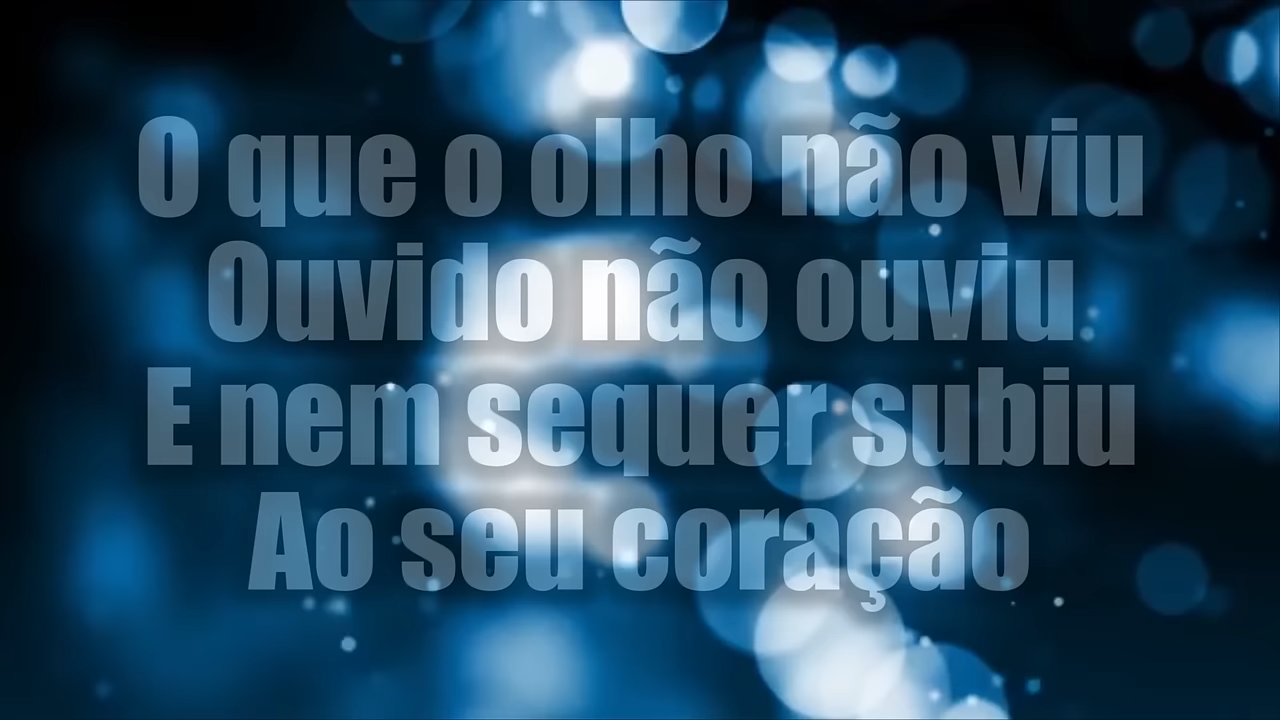 O que o olho não viu
Ouvido não ouviu
E nem sequer subiu
Ao seu coração